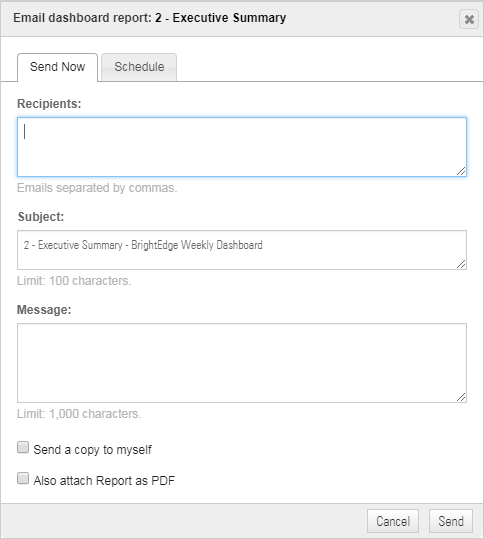 Email dashboard report: 2 - Executive Summary
Send Now
Schedule
Recipients:
Emails separated by commas.
Subject:
2 - Executive Summary - BrightEdge Weekly Dashboard
Limit: 100 characters.
Message:
Limit: 1,000 characters.
Send a copy to myself
Also attach Report as PDF
Cancel
Send